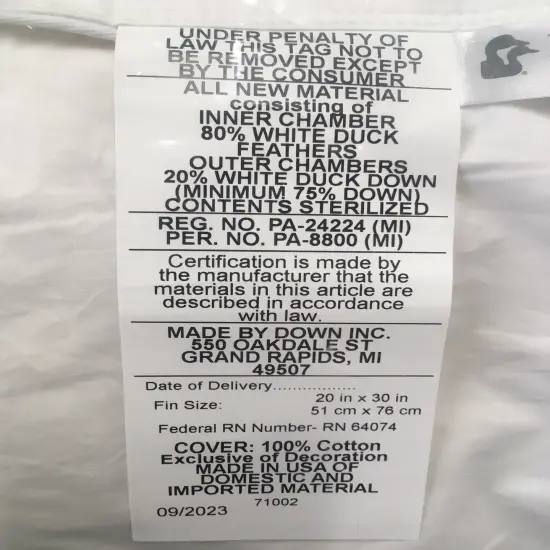 UNDER PENALTY OF
LAW THIS TAG NOT TO
BE REMOVED EXCEPT
BY THE CONSUMER
ALL NEW MATERIAL
consisting of
INNER CHAMBER
80% WHITE DUCK
FEATHERS
OUTER CHAMBERS
20% WHITE DUCK DOWN
(MINIMUM 75% DOWN)
CONTENTS STERILIZED
REG. NO. PA-24224 (MI)
PER. NO. PA-8800 (MI)
Certification is made by
the manufacturer that the
materials in this article are
described in accordance
with law.
MADE BY DOWN INC.
550 OAKDALE ST
GRAND RAPIDS, MI
49507
Date of Delivery.................
Fin Size: 20 in x 30 in
51 cm x 76 cm
Federal RN Number- RN 64074
COVER: 100% Cotton
Exclusive of Decoration
MADE IN USA OF
DOMESTIC AND
IMPORTED MATERIAL
71002
09/2023